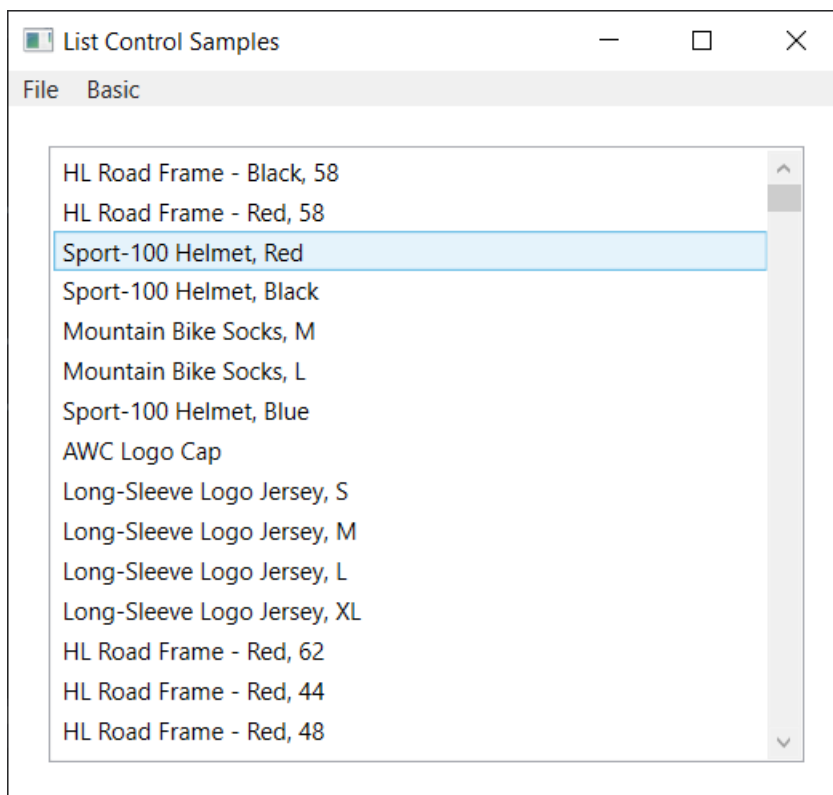 List Control Samples
File Basic
HL Road Frame - Black, 58
HL Road Frame - Red, 58
Sport-100 Helmet, Red
Sport-100 Helmet, Black
Mountain Bike Socks, M
Mountain Bike Socks, L
Sport-100 Helmet, Blue
AWC Logo Cap
Long-Sleeve Logo Jersey, S
Long-Sleeve Logo Jersey, M
Long-Sleeve Logo Jersey, L
Long-Sleeve Logo Jersey, XL
HL Road Frame - Red, 62
HL Road Frame - Red, 44
HL Road Frame - Red, 48